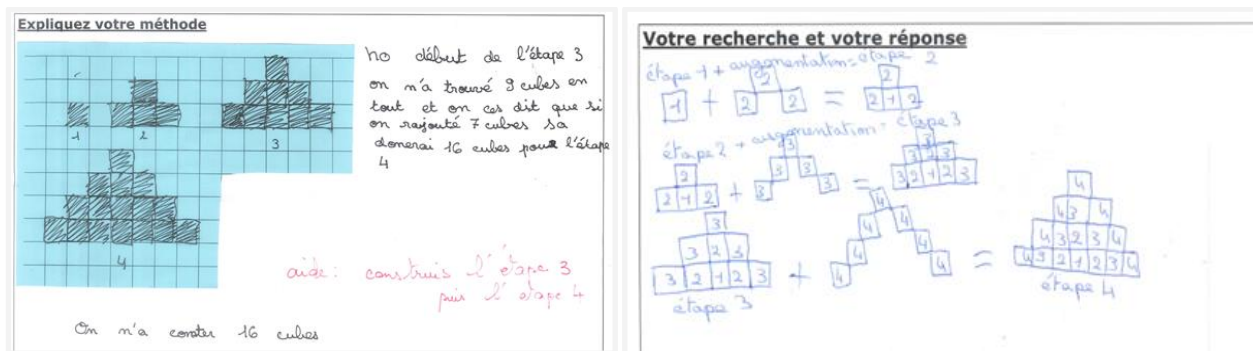 Expliquez votre méthode
no début de l'étape 3
on n'a trouvé 9 cubes en
tout et on ces dit que si
on rajouté 7 cubes sa
donerai 16 cubes pour l'étape
4
1
2
3
4
aide: construis l'étape 3
puis l'étape 4
On n'a conster 16 cubes
Votre recherche et votre réponse
étape 1 + augmentation = étape 2
1 + 2 2 2 = 2 2 1 2
étape 2 + augmentation = étape 3
2 2 1 2 + 3 3 3 3 3 = 3 3 2 3 3 2 1 2 3
3 3 2 3 3 2 1 2 3 + 4 4 4 4 4 4 4 = 4 43 4 4 3 2 3 4 4 3 2 1 2 3 4
étape 3
étape 4